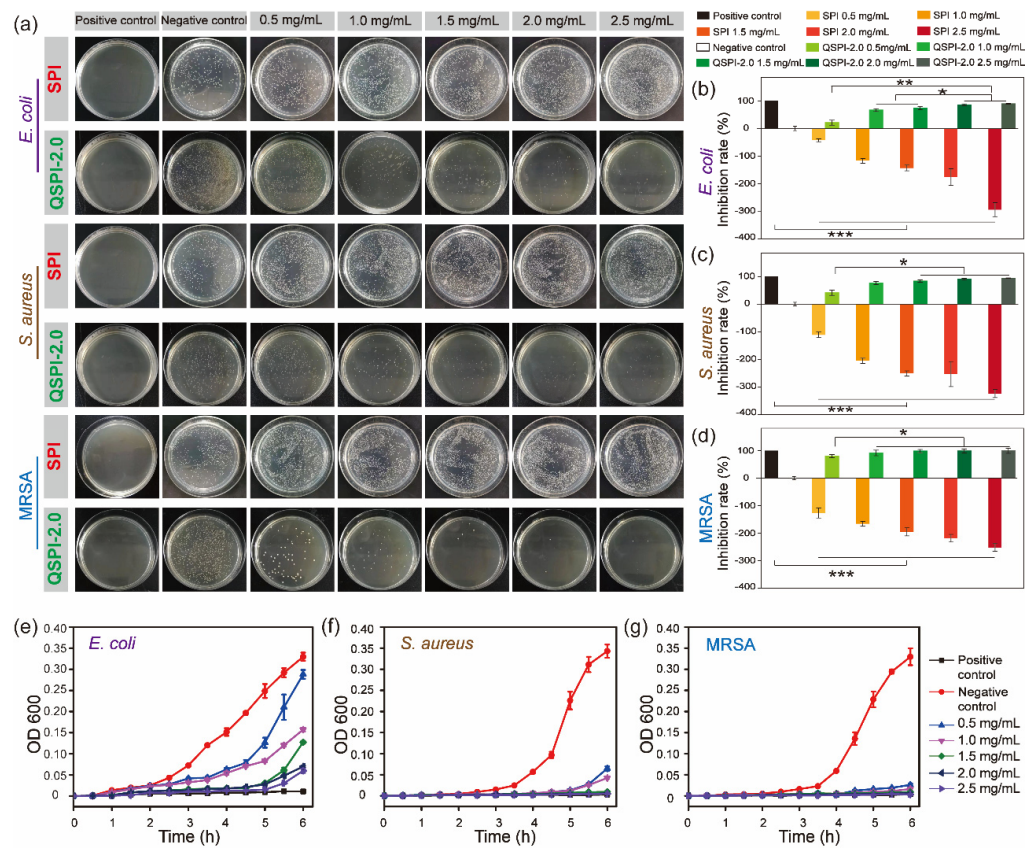 (a)
Positive control Negative control 0.5 mg/mL 1.0 mg/mL 1.5 mg/mL 2.0 mg/mL 2.5 mg/mL
E. coli
SPI
QSPI-2.0
S. aureus
SPI
QSPI-2.0
MRSA
SPI
QSPI-2.0
Positive control SPI 0.5 mg/mL SPI 1.0 mg/mL
SPI 1.5 mg/mL SPI 2.0 mg/mL SPI 2.5 mg/mL
Negative control QSPI-2.0 0.5mg/mL QSPI-2.0 1.0 mg/mL
QSPI-2.0 1.5 mg/mL QSPI-2.0 2.0 mg/mL QSPI-2.0 2.5 mg/mL
(b)
E. coli
Inhibition rate (%)
100
0
-100
-200
-300
-400
**
*
***
(c)
S. aureus
Inhibition rate (%)
100
0
-100
-200
-300
-400
*
***
(d)
MRSA
Inhibition rate (%)
100
0
-100
-200
-300
-400
*
***
(e)
E. coli
OD 600
0.40
0.35
0.30
0.25
0.20
0.15
0.10
0.05
0
0 1 2 3 4 5 6
Time (h)
(f)
S. aureus
OD 600
0.40
0.35
0.30
0.25
0.20
0.15
0.10
0.05
0
0 1 2 3 4 5 6
Time (h)
(g)
MRSA
OD 600
0.40
0.35
0.30
0.25
0.20
0.15
0.10
0.05
0
0 1 2 3 4 5 6
Time (h)
Positive
control
Negative
control
0.5 mg/mL
1.0 mg/mL
1.5 mg/mL
2.0 mg/mL
2.5 mg/mL